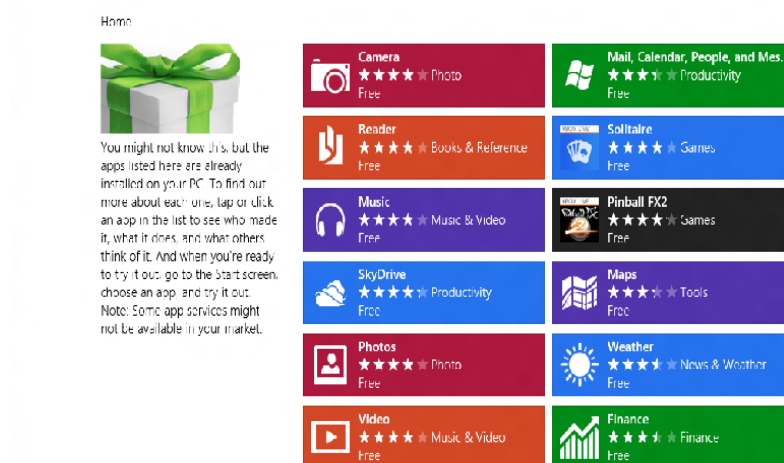 Home
You might not know this, but the
apps listed here are already
installed on your PC. To find out
more about each one, tap or click
an app in the list to see who made
it, what it does, and what others
think of it. And when you're ready
to try it out, go to the Start screen,
choose an app, and try it out.
Note: Some app services might
not be available in your market.
Camera
Photo
Free
Reader
Books & Reference
Free
Music
Music & Video
Free
SkyDrive
Productivity
Free
Photos
Photo
Free
Video
Music & Video
Free
Mail, Calendar, People, and Mes.
Productivity
Free
XBOX LIVE
Solitaire
Games
Free
XBOX LIVE
Pinball FX2
Games
Free
Maps
Tools
Free
Weather
News & Weather
Free
Finance
Finance
Free